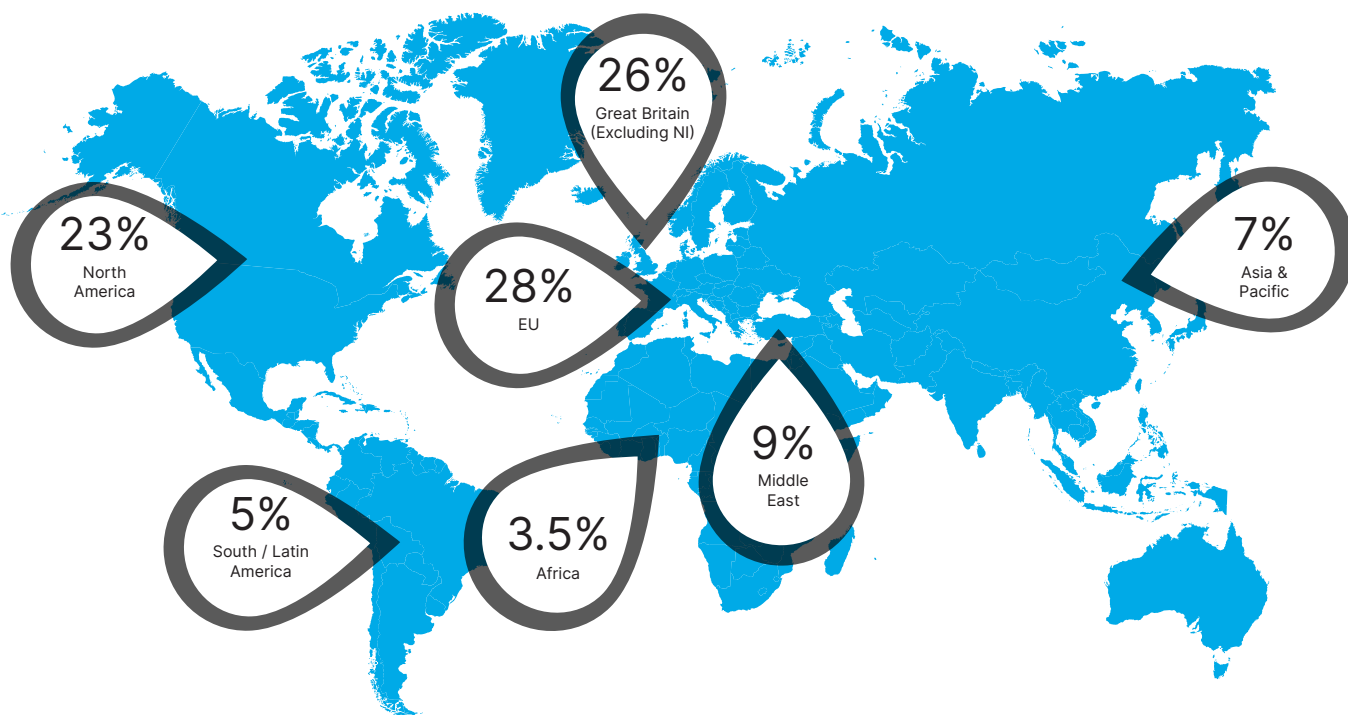 26%
Great Britain
(Excluding NI)
23%
North
America
28%
EU
7%
Asia &
Pacific
9%
Middle
East
5%
South / Latin
America
3.5%
Africa